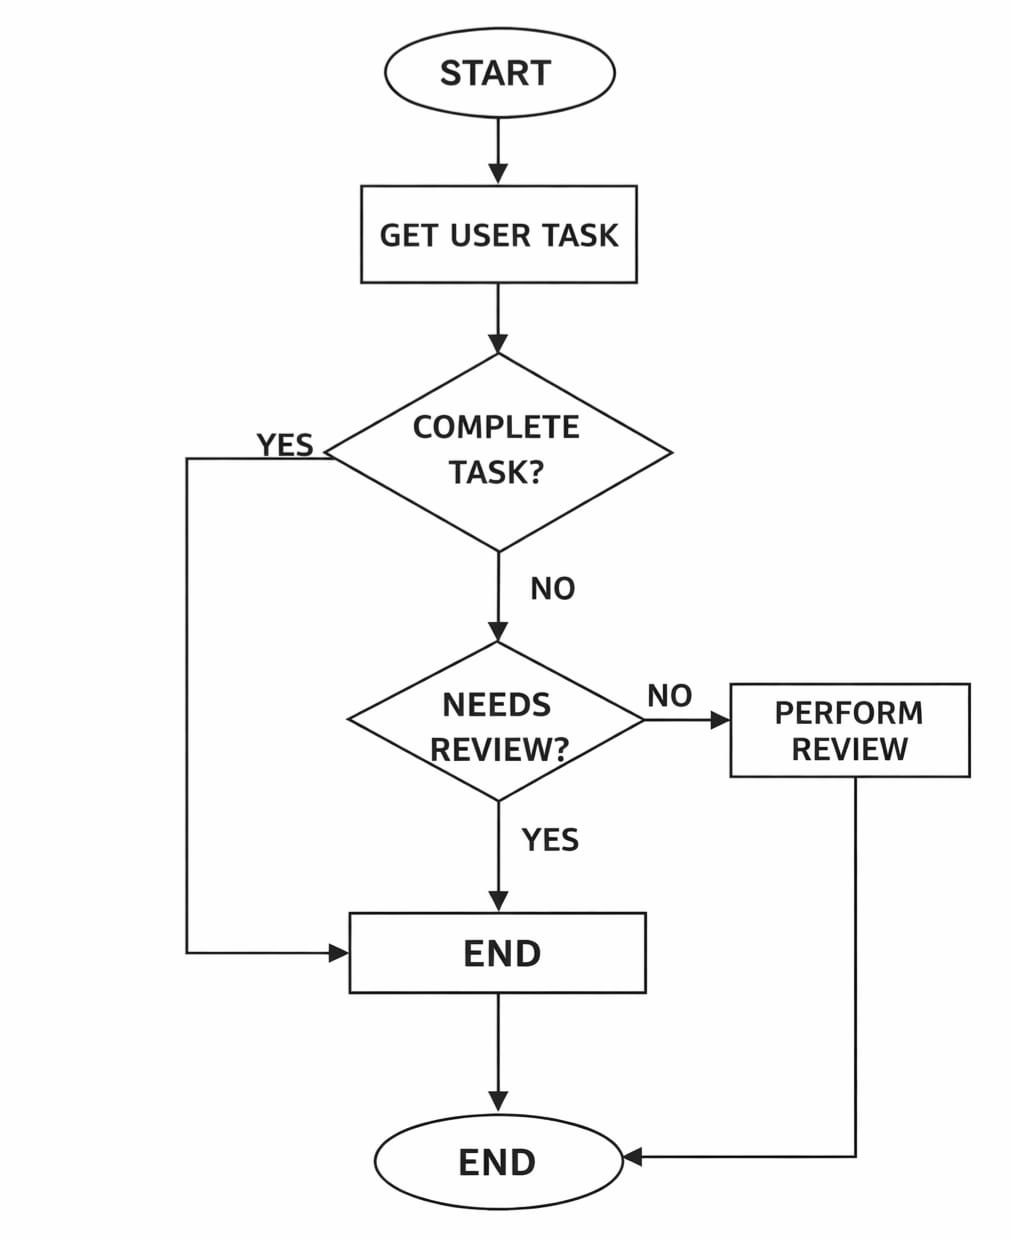 START
GET USER TASK
COMPLETE
TASK?
YES
NO
NEEDS
REVIEW?
NO
PERFORM
REVIEW
YES
END
END